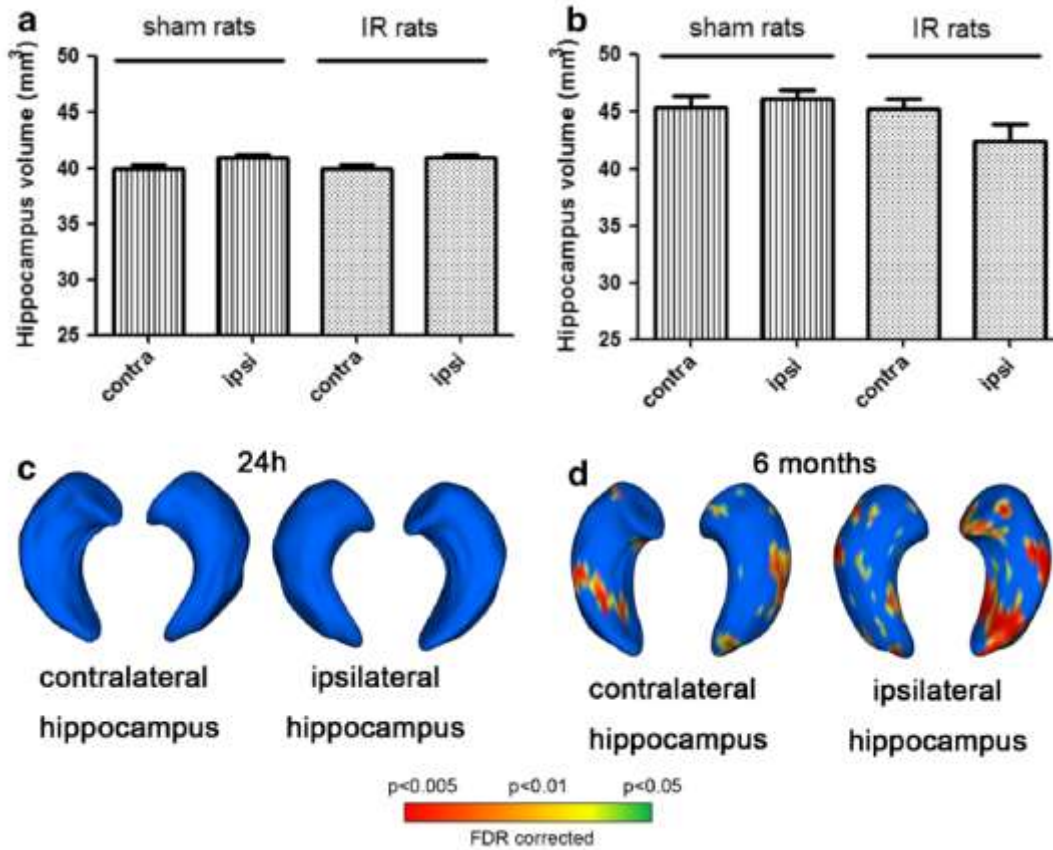 a
sham rats IR rats
Hippocampus volume (mm³)
50
45
40
35
30
25
contra ipsi contra ipsi
b
sham rats IR rats
Hippocampus volume (mm³)
50
45
40
35
30
25
contra ipsi contra ipsi
c
24h
contralateral
hippocampus
ipsilateral
hippocampus
d
6 months
contralateral
hippocampus
ipsilateral
hippocampus
p<0.005 p<0.01 p<0.05
FDR corrected